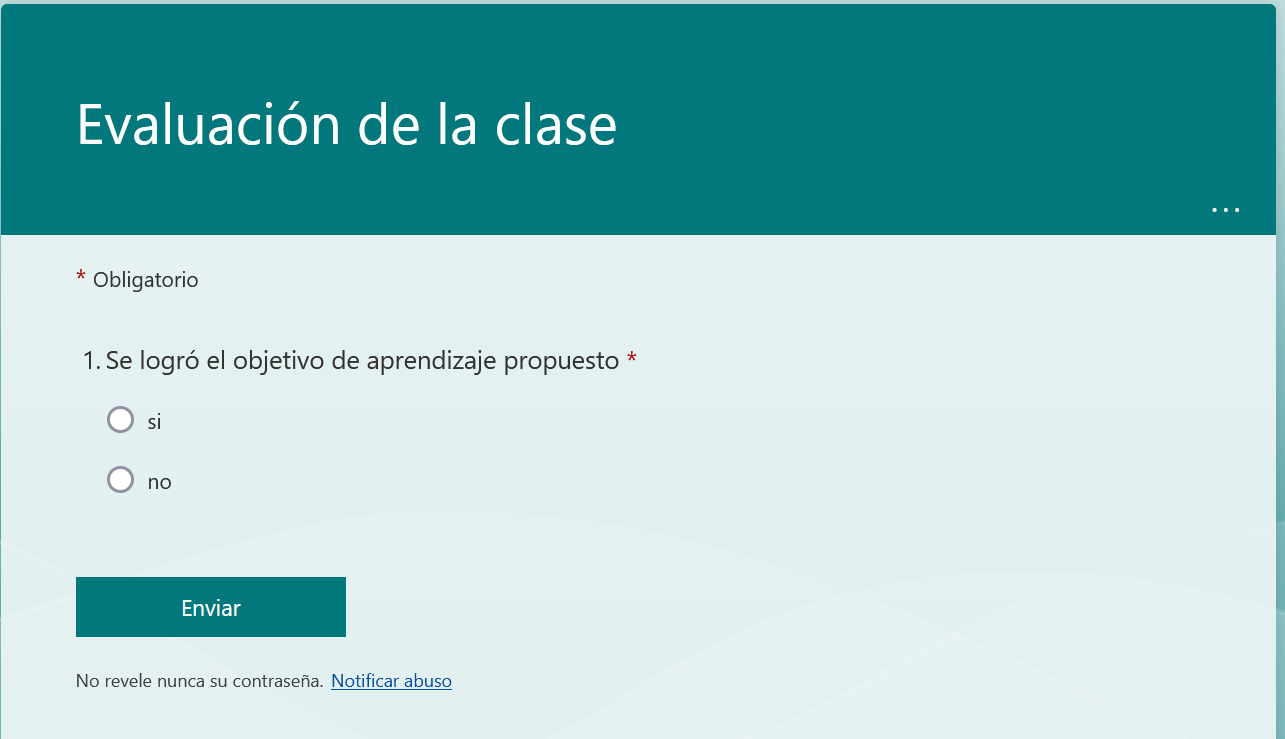 Evaluación de la clase
...
* Obligatorio
1. Se logró el objetivo de aprendizaje propuesto *
si
no
Enviar
No revele nunca su contraseña. Notificar abuso